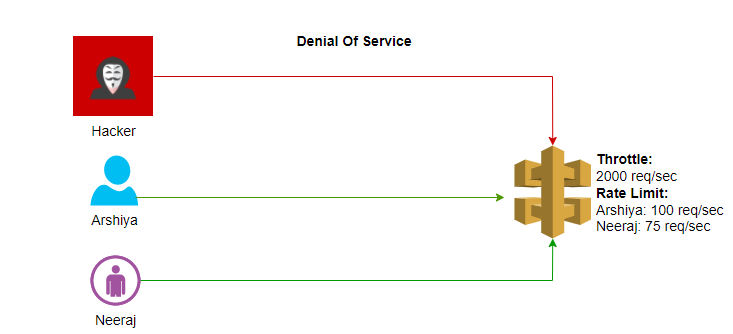 Denial Of Service
Hacker
Throttle:
2000 req/sec
Rate Limit:
Arshiya: 100 req/sec
Neeraj: 75 req/sec
Arshiya
Neeraj